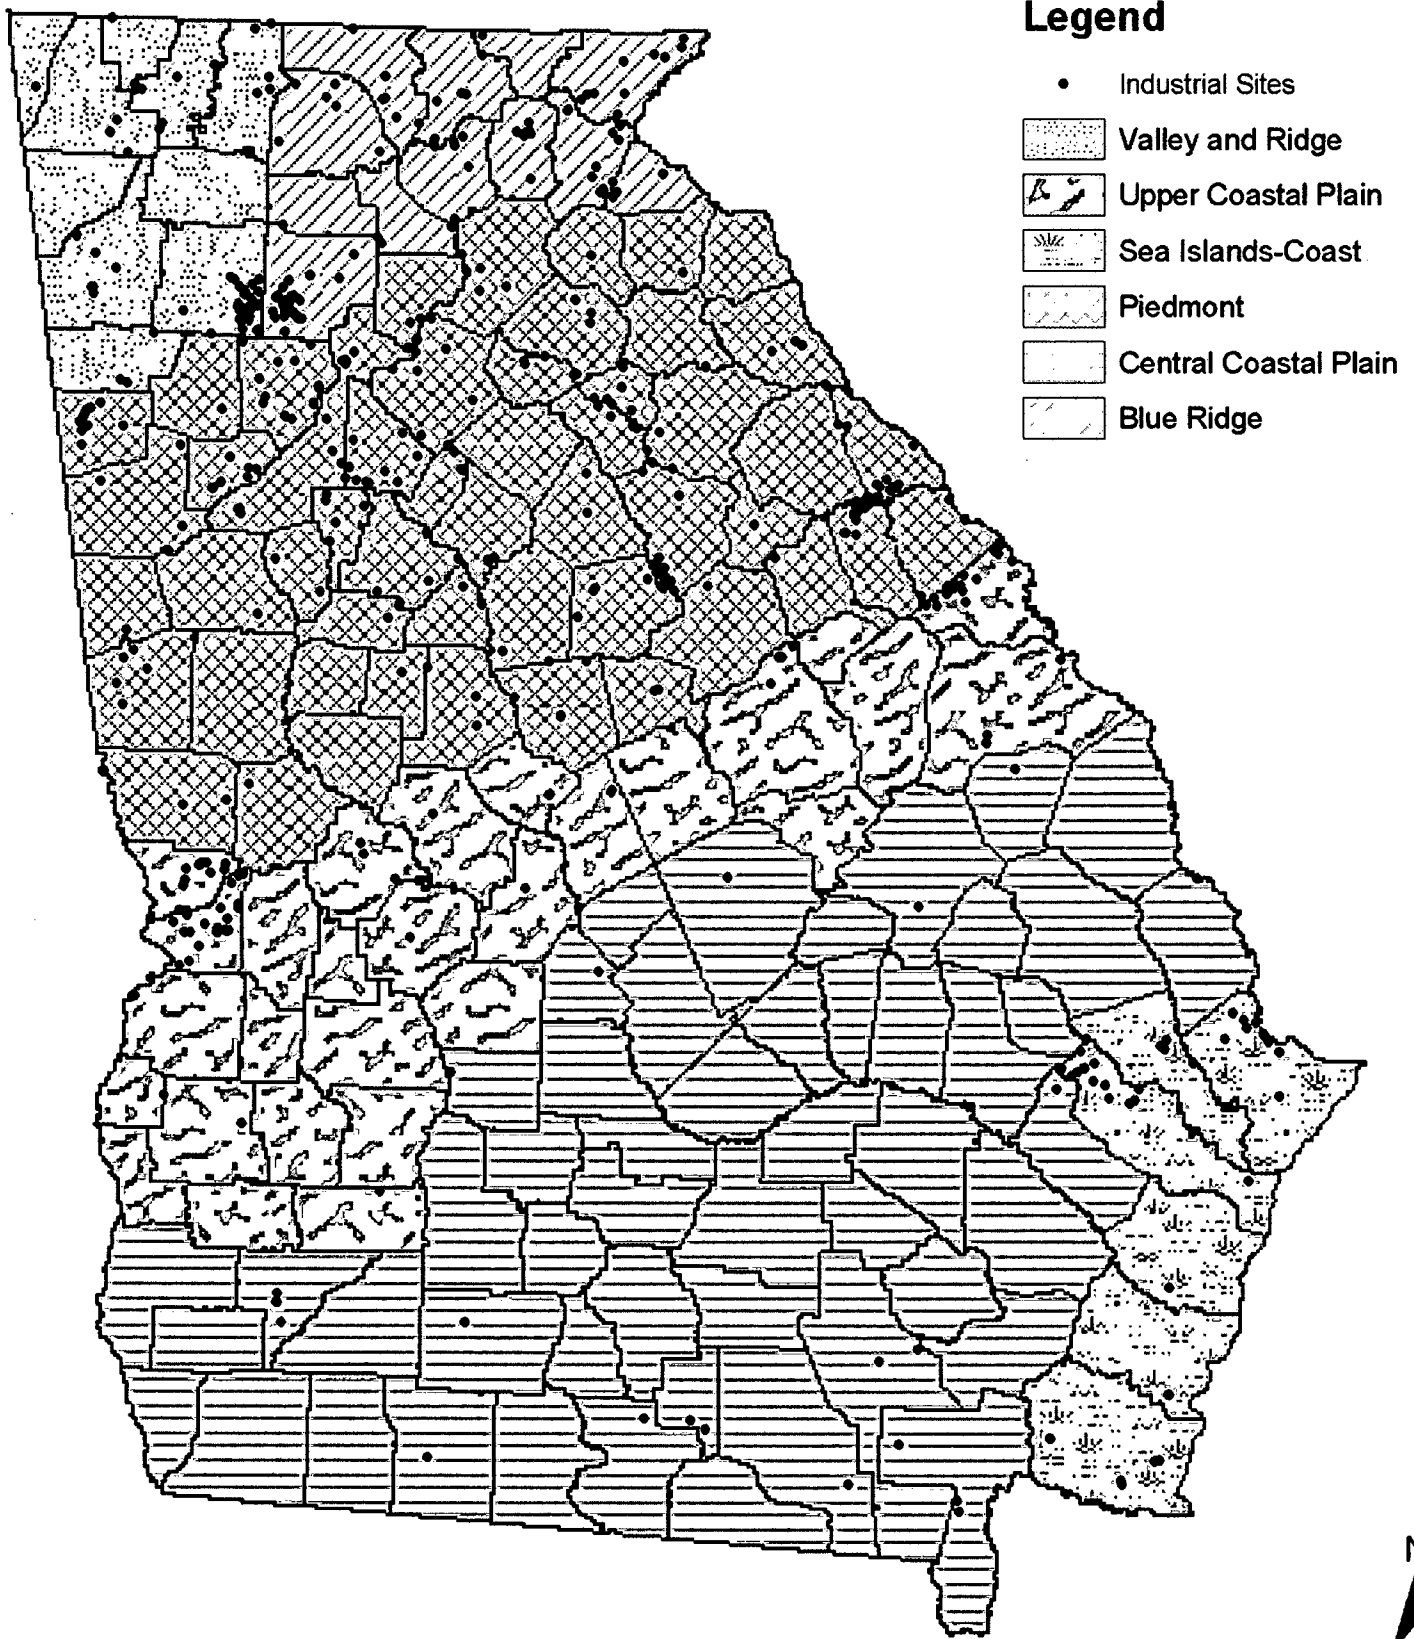 Legend
Industrial Sites
Valley and Ridge
Upper Coastal Plain
Sea Islands-Coast
Piedmont
Central Coastal Plain
Blue Ridge